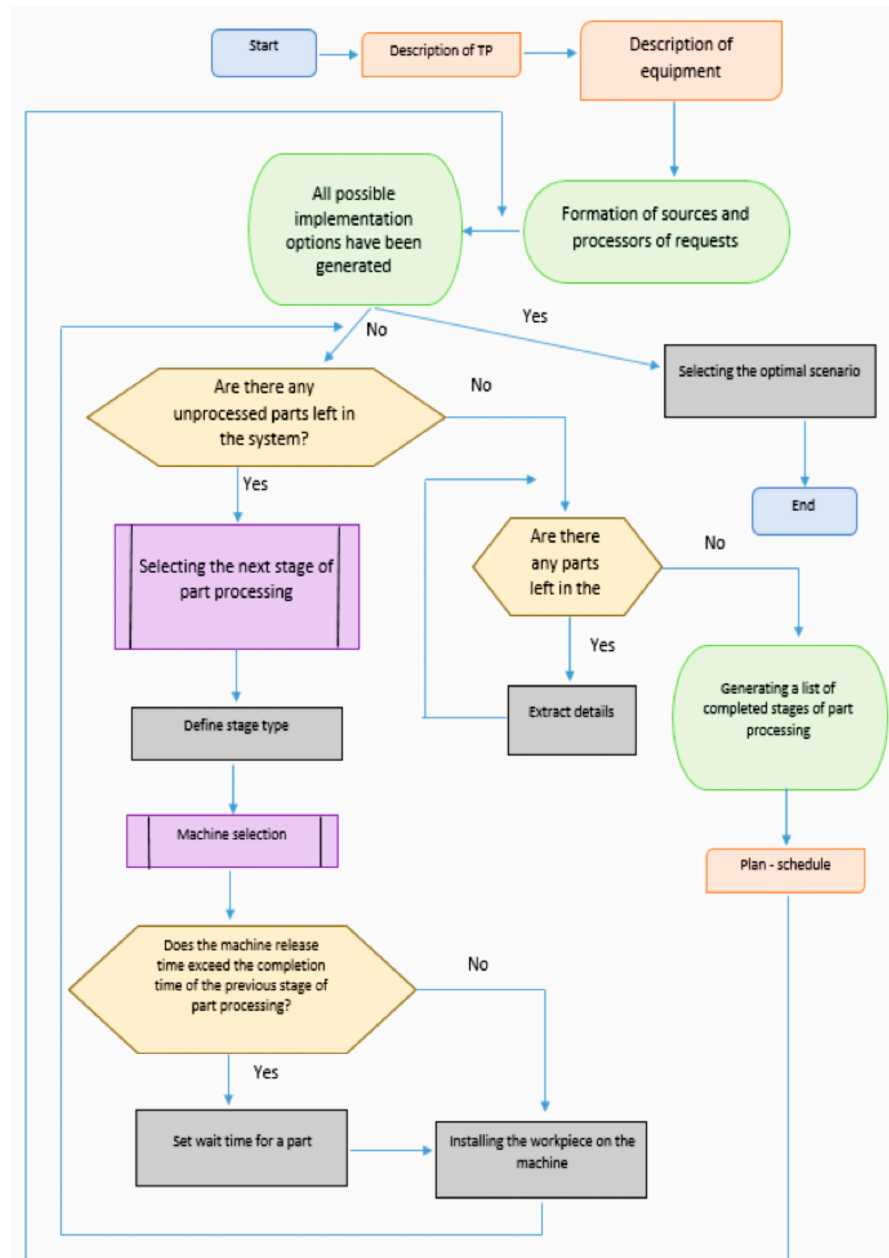 Start
Description of TP
Description of
equipment
All possible
implementation
options have been
generated
Formation of sources and
processors of requests
No
Yes
Selecting the optimal scenario
Are there any
unprocessed parts left in
the system?
No
Yes
End
Are there
any parts
left in the
No
Selecting the next stage of
part processing
Yes
Define stage type
Extract details
Generating a list of
completed stages of part
processing
Machine selection
Plan - schedule
Does the machine release
time exceed the completion
time of the previous stage of
part processing?
No
Yes
Set wait time for a part
Installing the workpiece on the
machine